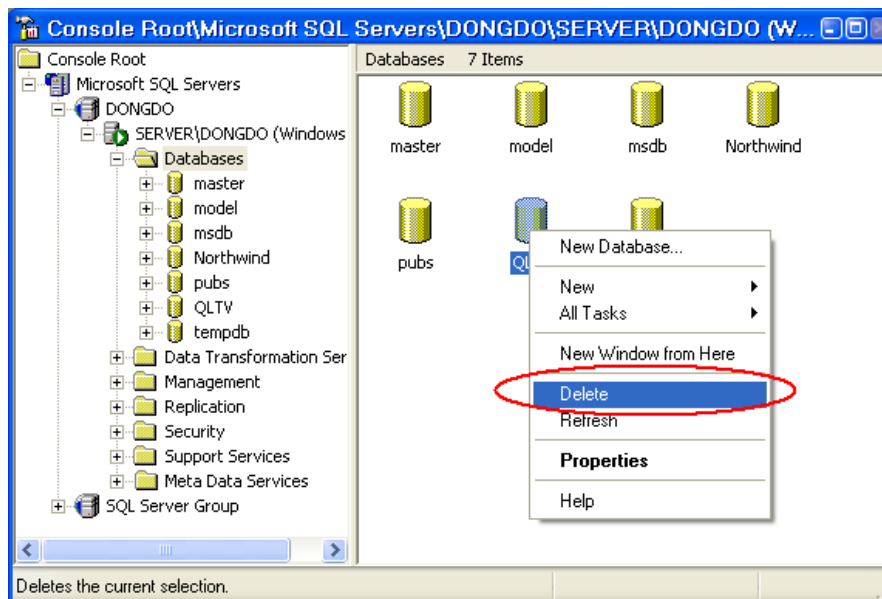 Console Root\Microsoft SQL Servers\DONGDO\SERVER\DONGDO (W...
Console Root
Microsoft SQL Servers
DONGDO
SERVER\DONGDO (Windows
Databases
master
model
msdb
Northwind
pubs
QLTV
tempdb
Data Transformation Ser
Management
Replication
Security
Support Services
Meta Data Services
SQL Server Group
Databases 7 Items
master model msdb Northwind
pubs
New Database...
New
All Tasks
New Window from Here
Delete
Refresh
Properties
Help
Deletes the current selection.